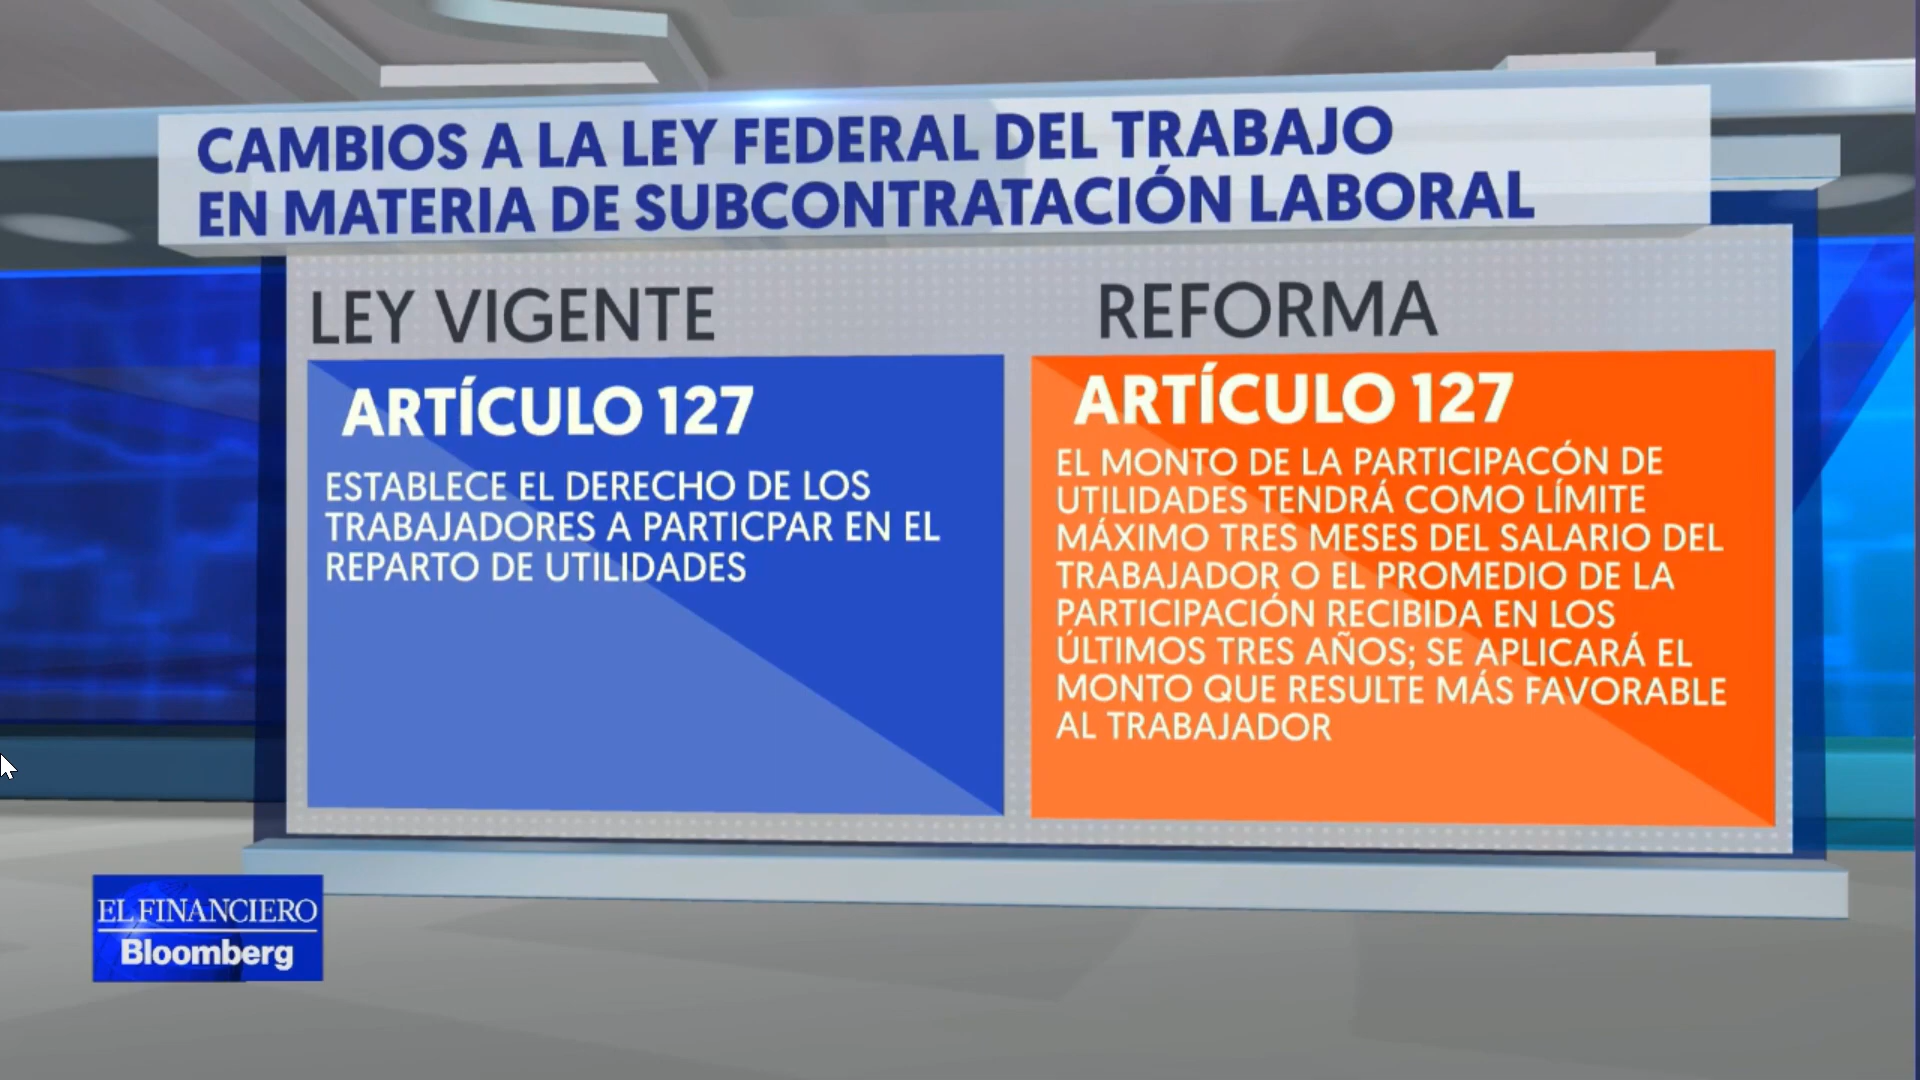 CAMBIOS A LA LEY FEDERAL DEL TRABAJO
EN MATERIA DE SUBCONTRATACIÓN LABORAL
LEY VIGENTE
ARTÍCULO 127
ESTABLECE EL DERECHO DE LOS
TRABAJADORES A PARTICPAR EN EL
REPARTO DE UTILIDADES
REFORMA
ARTÍCULO 127
EL MONTO DE LA PARTICIPACÓN DE
UTILIDADES TENDRÁ COMO LÍMITE
MÁXIMO TRES MESES DEL SALARIO DEL
TRABAJADOR O EL PROMEDIO DE LA
PARTICIPACIÓN RECIBIDA EN LOS
ÚLTIMOS TRES AÑOS; SE APLICARÁ EL
MONTO QUE RESULTE MÁS FAVORABLE
AL TRABAJADOR
EL FINANCIERO
Bloomberg